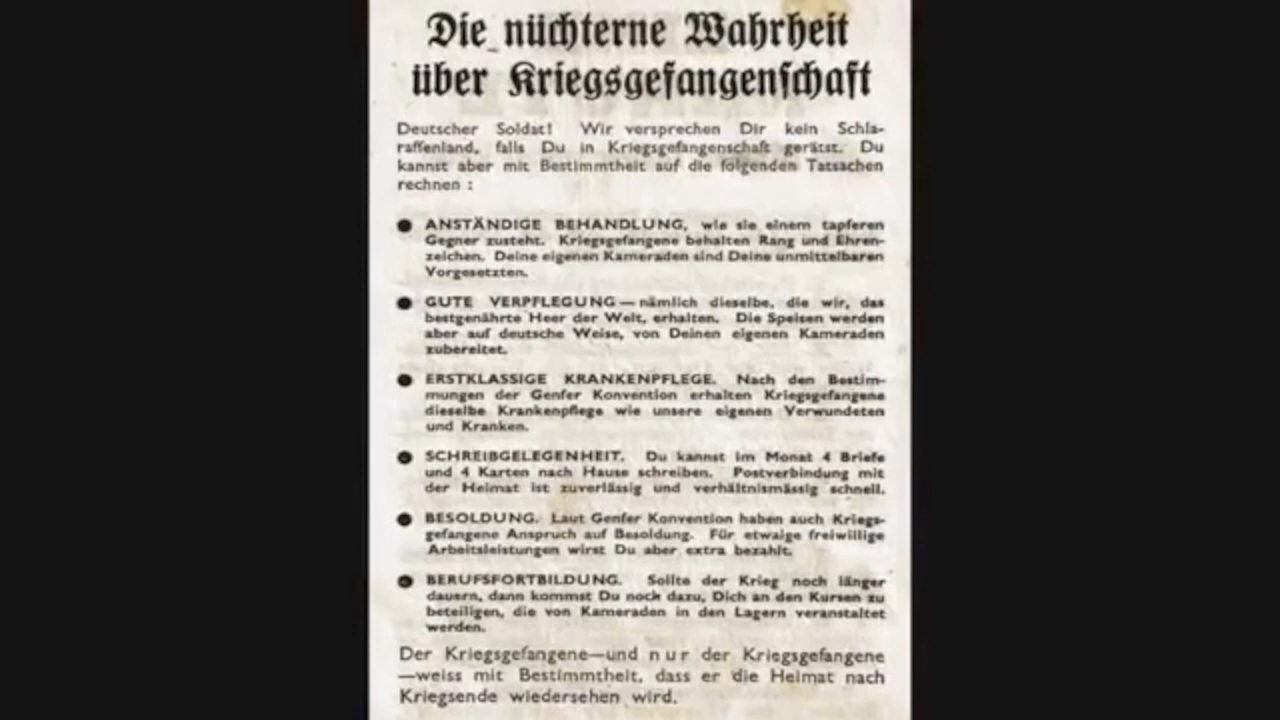 Die nüchterne Wahrheit
über Kriegsgefangenschaft
Deutscher Soldat! Wir versprechen Dir kein Schla-
raffenland, falls Du in Kriegsgefangenschaft gerätst. Du
kannst aber mit Bestimmtheit auf die folgenden Tatsachen
rechnen :
● ANSTÄNDIGE BEHANDLUNG, wie sie einem tapferen
Gegner zusteht. Kriegsgefangene behalten Rang und Ehren-
zeichen. Deine eigenen Kameraden sind Deine unmittelbaren
Vorgesetzten.
● GUTE VERPFLEGUNG — nämlich dieselbe, die wir, das
bestgenährte Heer der Welt, erhalten. Die Speisen werden
aber auf deutsche Weise, von Deinen eigenen Kameraden
zubereitet.
● ERSTKLASSIGE KRANKENPFLEGE. Nach den Bestim-
mungen der Genfer Konvention erhalten Kriegsgefangene
dieselbe Krankenpflege wie unsere eigenen Verwundeten
und Kranken.
● SCHREIBGELEGENHEIT. Du kannst im Monat 4 Briefe
und 4 Karten nach Hause schreiben. Postverbindung mit
der Heimat ist zuverlässig und verhältnismässig schnell.
● BESOLDUNG. Laut Genfer Konvention haben auch Kriegs-
gefangene Anspruch auf Besoldung. Für etwaige freiwillige
Arbeitsleistungen wirst Du aber extra bezahlt.
● BERUFSFORTBILDUNG. Sollte der Krieg noch länger
dauern, dann kommst Du noch dazu, Dich an den Kursen zu
beteiligen, die von Kameraden in den Lagern veranstaltet
werden.
Der Kriegsgefangene—und nur der Kriegsgefangene
—weiss mit Bestimmtheit, dass er die Heimat nach
Kriegsende wiedersehen wird.